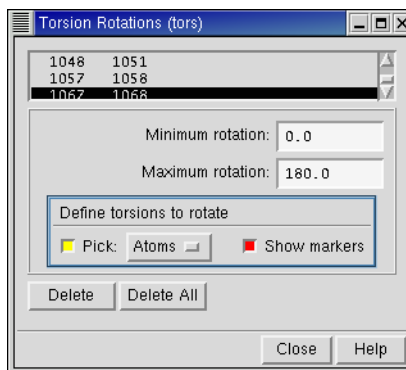 Torsion Rotations (tors)
1048 1051
1057 1058
1067 1068
Minimum rotation: 0.0
Maximum rotation: 180.0
Define torsions to rotate
Pick: Atoms Show markers
Delete Delete All
Close Help